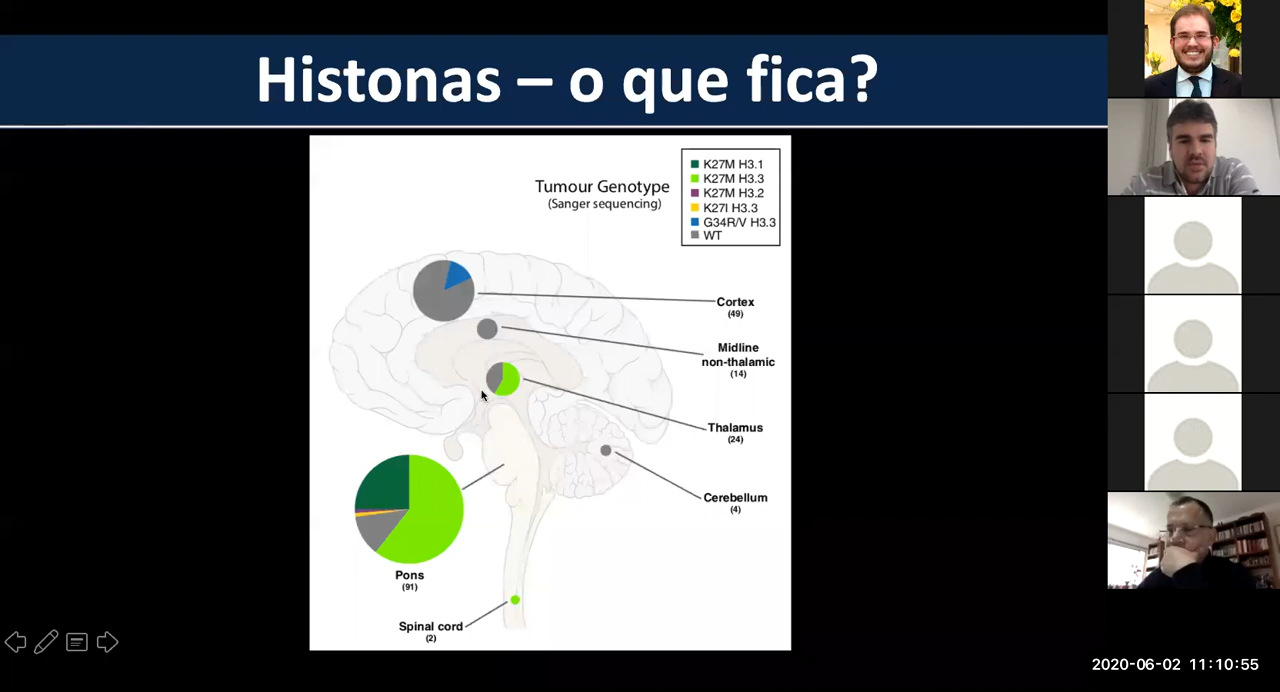 Histonas – o que fica?
Tumour Genotype
(Sanger sequencing)
K27M H3.1
K27M H3.3
K27M H3.2
K27I H3.3
G34R/V H3.3
WT
Cortex
(49)
Midline
non-thalamic
(14)
Thalamus
(24)
Cerebellum
(4)
Pons
(91)
Spinal cord
(2)
2020-06-02 11:10:55